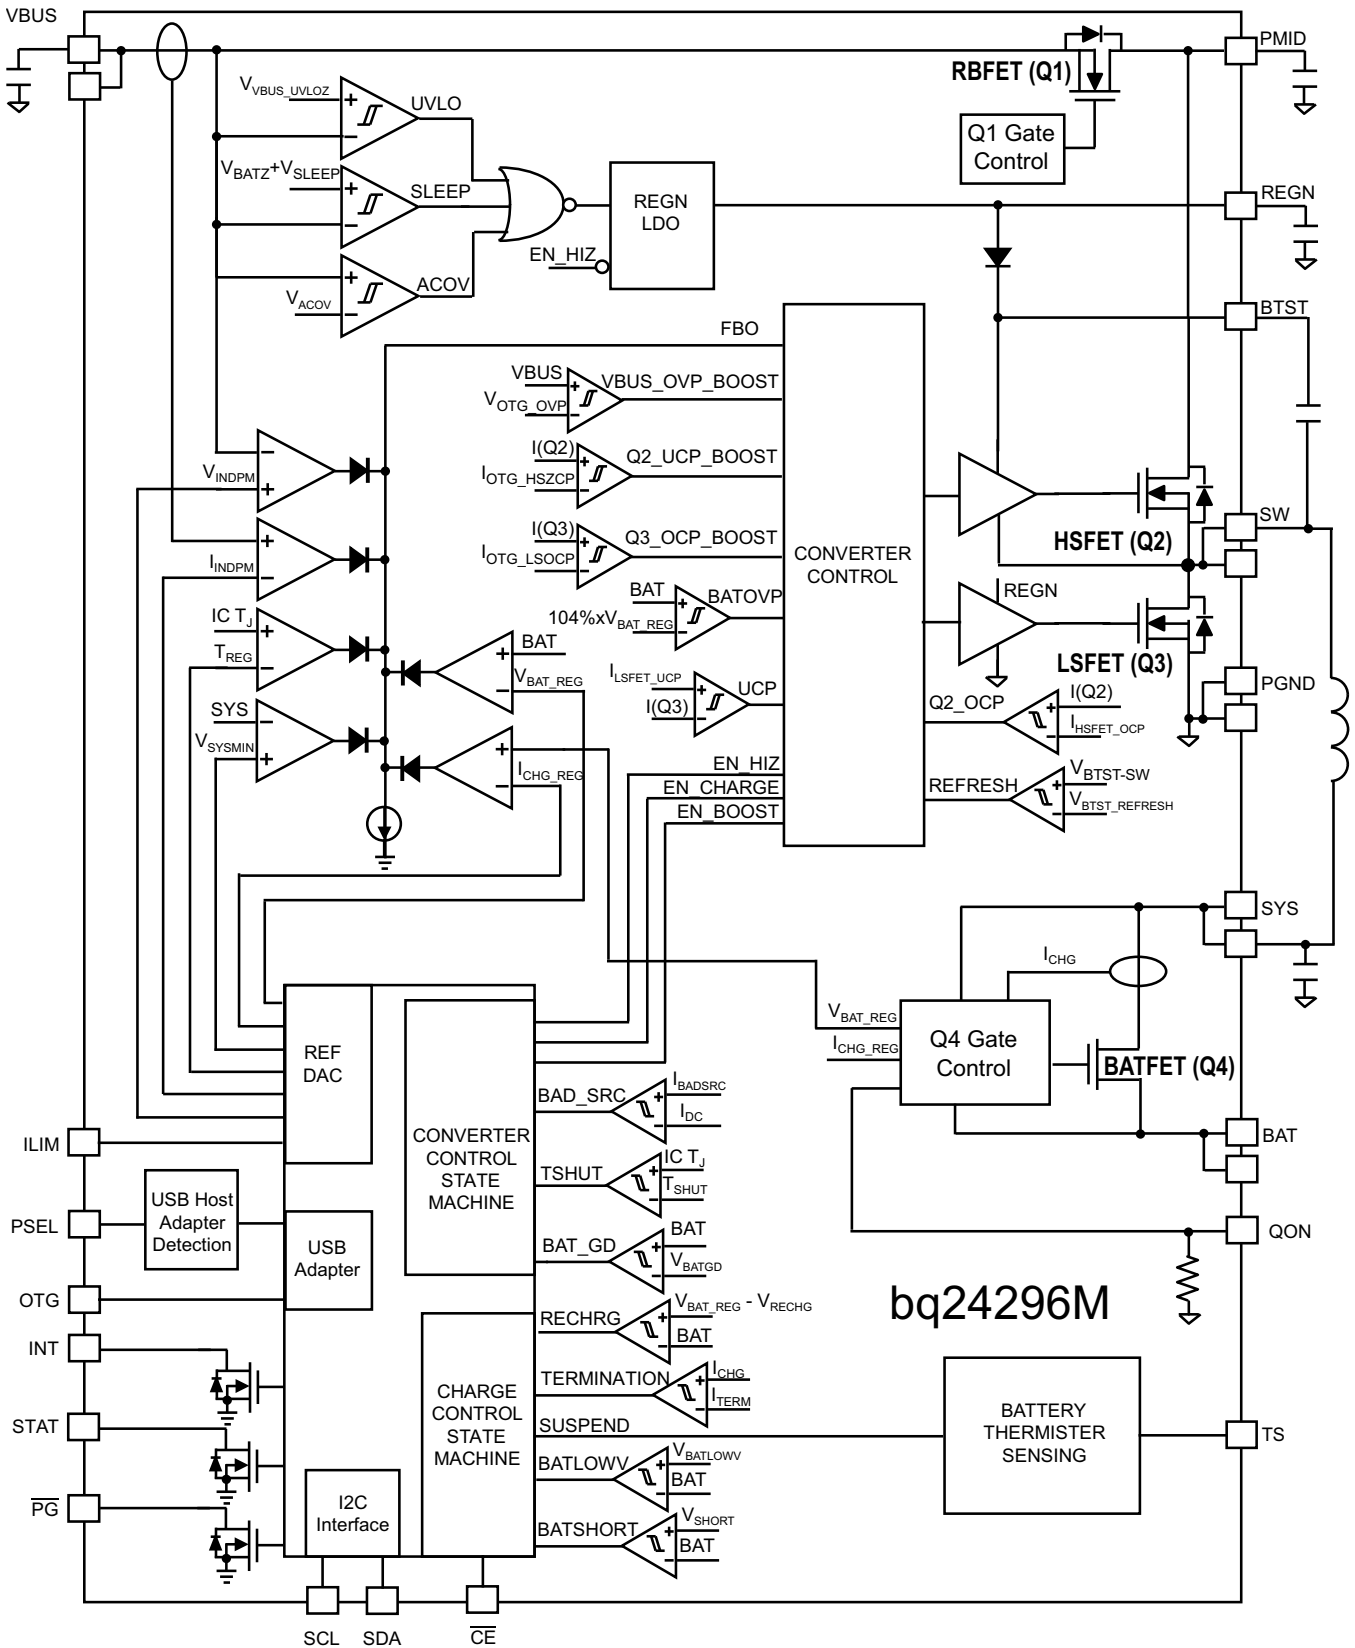 VBUS
PMID
RBFET (Q1)
Q1 Gate
Control
VVBUS_UVLOZ
+
−
UVLO
VBATZ+VSLEEP
+
−
SLEEP
VACOV
+
−
ACOV
EN_HIZ
REGN
LDO
REGN
BTST
FBO
VBUS
VOTG_OVP
+
−
VBUS_OVP_BOOST
I(Q2)
IOTG_HSZCP
+
−
Q2_UCP_BOOST
I(Q3)
IOTG_LSOCP
+
−
Q3_OCP_BOOST
BAT
104%xVBAT_REG
+
−
BATOVP
ILSFET_UCP
I(Q3)
+
−
UCP
EN_HIZ
EN_CHARGE
EN_BOOST
CONVERTER
CONTROL
VINDPM
−
+
IINDPM
+
−
IC TJ
TREG
+
−
SYS
VSYSMIN
−
+
BAT
VBAT_REG
+
−
ICHG_REG
+
−
HSFET (Q2)
SW
REGN
LSFET (Q3)
PGND
Q2_OCP
I(Q2)
IHSFET_OCP
+
−
REFRESH
VBTST-SW
VBTST_REFRESH
+
−
SYS
ICHG
VBAT_REG
ICHG_REG
Q4 Gate
Control
BATFET (Q4)
BAT
QON
REF
DAC
CONVERTER
CONTROL
STATE
MACHINE
BAD_SRC
IBADSRC
IDC
+
−
TSHUT
IC TJ
TSHUT
+
−
BAT_GD
BAT
VBATGD
+
−
RECHRG
VBAT_REG - VRECHG
BAT
+
−
TERMINATION
ICHG
ITERM
+
−
SUSPEND
BATLOWV
VBATLOWV
BAT
+
−
BATSHORT
VSHORT
BAT
+
−
ILIM
PSEL
USB Host
Adapter
Detection
USB
Adapter
OTG
INT
STAT
PG
CHARGE
CONTROL
STATE
MACHINE
I2C
Interface
bq24296M
BATTERY
THERMISTER
SENSING
TS
SCL
SDA
CE